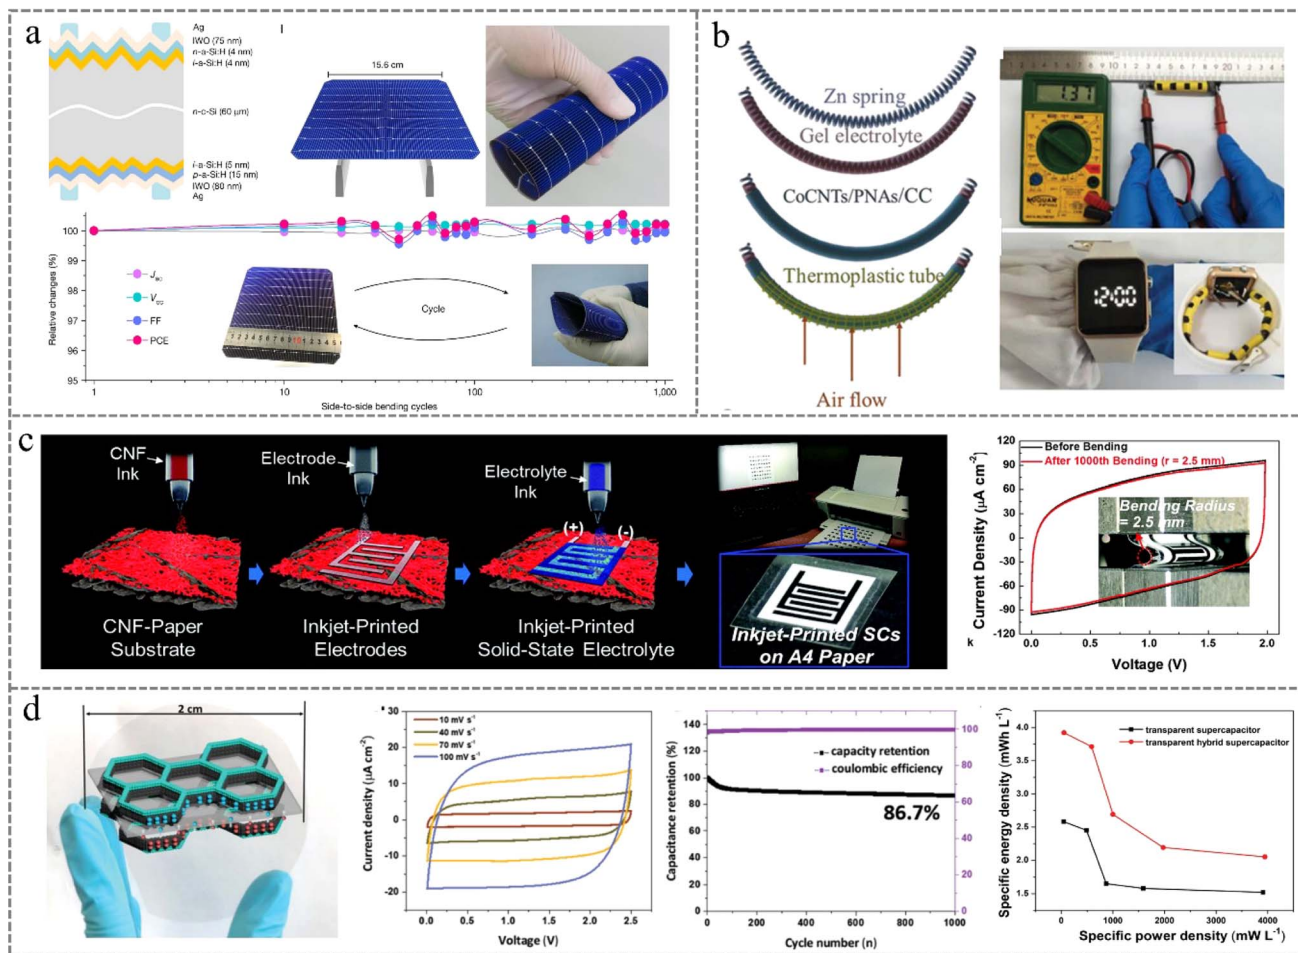 a
Ag
IWO (75 nm)
n-a-Si:H (4 nm)
i-a-Si:H (4 nm)
n-c-Si (60 μm)
i-a-Si:H (5 nm)
p-a-Si:H (15 nm)
IWO (80 nm)
Ag
15.6 cm
Relative changes (%)
100
99
98
97
96
95
Jsc
Voc
FF
PCE
Cycle
1
10
100
1,000
Side-to-side bending cycles
b
Zn spring
Gel electrolyte
CoCNTs/PNAs/CC
Thermoplastic tube
Air flow
1.37
12:00
c
CNF
Ink
Electrode
Ink
Electrolyte
Ink
(+)
(-)
CNF-Paper
Substrate
Inkjet-Printed
Electrodes
Inkjet-Printed
Solid-State Electrolyte
Inkjet-Printed SCs
on A4 Paper
Current Density (μA cm-2)
120
90
60
30
0
-30
-60
-90
-120
Before Bending
After 1000th Bending (r = 2.5 mm)
Bending Radius
= 2.5 mm
k
0.0 0.5 1.0 1.5 2.0
Voltage (V)
d
2 cm
Current density (μA cm-2)
30
20
10
0
-10
-20
10 mV s-1
40 mV s-1
70 mV s-1
100 mV s-1
0.0 0.5 1.0 1.5 2.0 2.5
Voltage (V)
Capacitance retention (%)
140
120
100
80
60
40
20
0
capacity retention
coulombic efficiency
86.7%
100
80
60
40
20
0
0 200 400 600 800 1000
Cycle number (n)
Specific energy density (mWh L-1)
4.0
3.5
3.0
2.5
2.0
1.5
transparent supercapacitor
transparent hybrid supercapacitor
0 1000 2000 3000 4000
Specific power density (mW L-1)